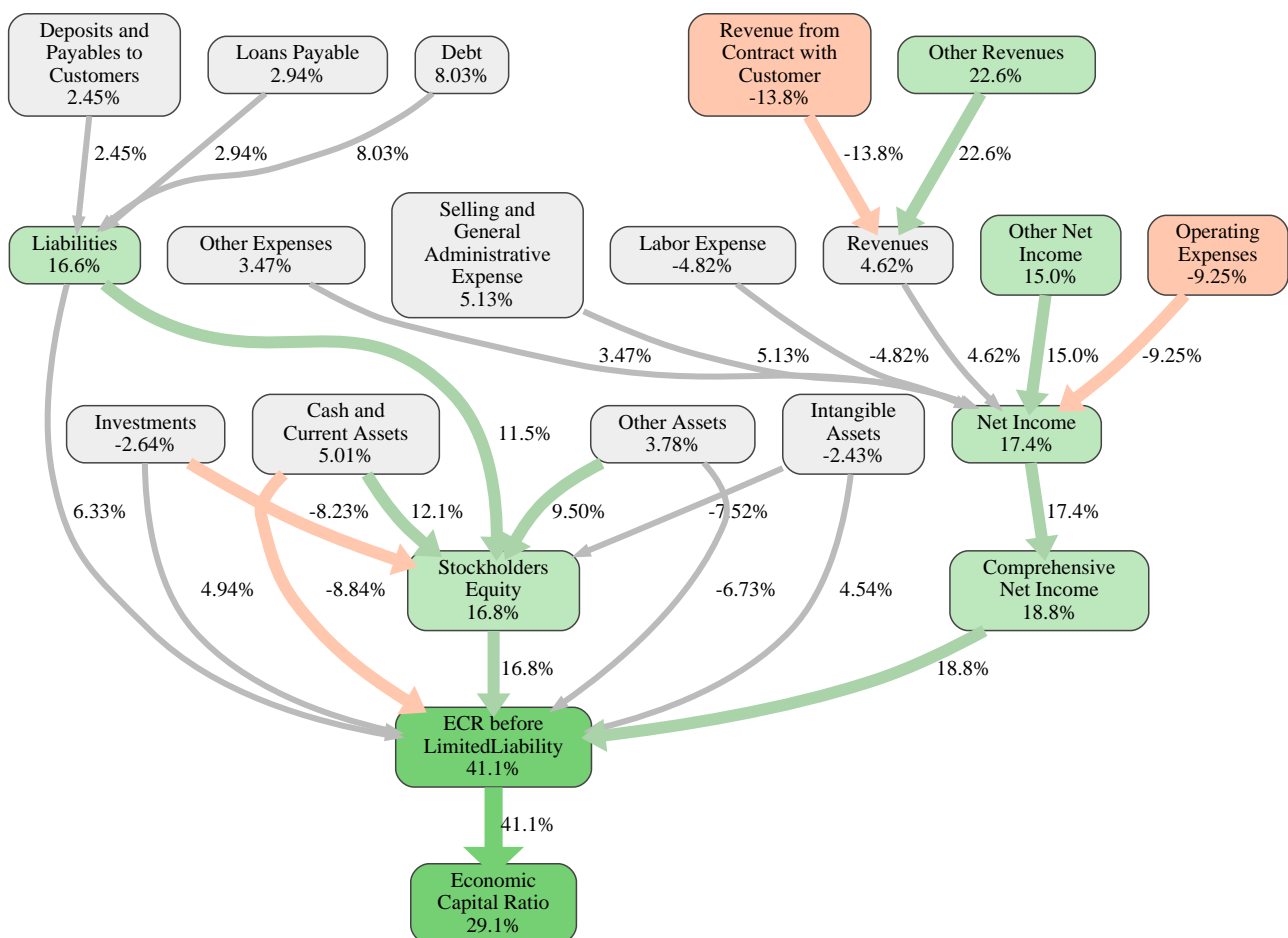 Deposits and
Payables to
Customers
2.45%
Loans Payable
2.94%
Debt
8.03%
Revenue from
Contract with
Customer
-13.8%
Other Revenues
22.6%
2.45%
2.94%
8.03%
-13.8%
22.6%
Liabilities
16.6%
Other Expenses
3.47%
Selling and
General
Administrative
Expense
5.13%
Labor Expense
-4.82%
Revenues
4.62%
Other Net
Income
15.0%
Operating
Expenses
-9.25%
3.47%
5.13%
-4.82%
4.62%
15.0%
-9.25%
Investments
-2.64%
Cash and
Current Assets
5.01%
11.5%
Other Assets
3.78%
Intangible
Assets
-2.43%
Net Income
17.4%
6.33%
-8.23%
12.1%
9.50%
-7.52%
17.4%
4.94%
-8.84%
Stockholders
Equity
16.8%
-6.73%
4.54%
Comprehensive
Net Income
18.8%
16.8%
18.8%
ECR before
LimitedLiability
41.1%
41.1%
Economic
Capital Ratio
29.1%